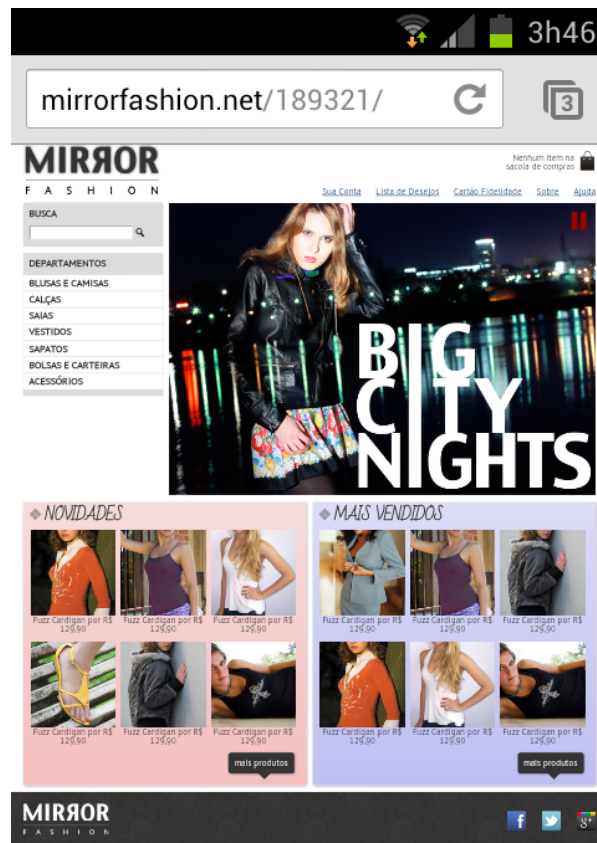 3h46
mirrorfashion.net/189321/
3
MIRЯOR
FASHION
Nenhum item na
sacola de compras
Sua Conta Lista de Desejos Cartão Fidelidade Sobre Ajuda
BUSCA
DEPARTAMENTOS
BLUSAS E CAMISAS
CALÇAS
SAIAS
VESTIDOS
SAPATOS
BOLSAS E CARTEIRAS
ACESSÓRIOS
BIG
CITY
NIGHTS
NOVIDADES
Fuzz Cardigan por R$
129,90
Fuzz Cardigan por R$
129,90
Fuzz Cardigan por R$
129,90
Fuzz Cardigan por R$
129,90
Fuzz Cardigan por R$
129,90
Fuzz Cardigan por R$
129,90
mais produtos
MAIS VENDIDOS
Fuzz Cardigan por R$
129,90
Fuzz Cardigan por R$
129,90
Fuzz Cardigan por R$
129,90
Fuzz Cardigan por R$
129,90
Fuzz Cardigan por R$
129,90
Fuzz Cardigan por R$
129,90
mais produtos
MIRЯOR
FASHION
f
g+